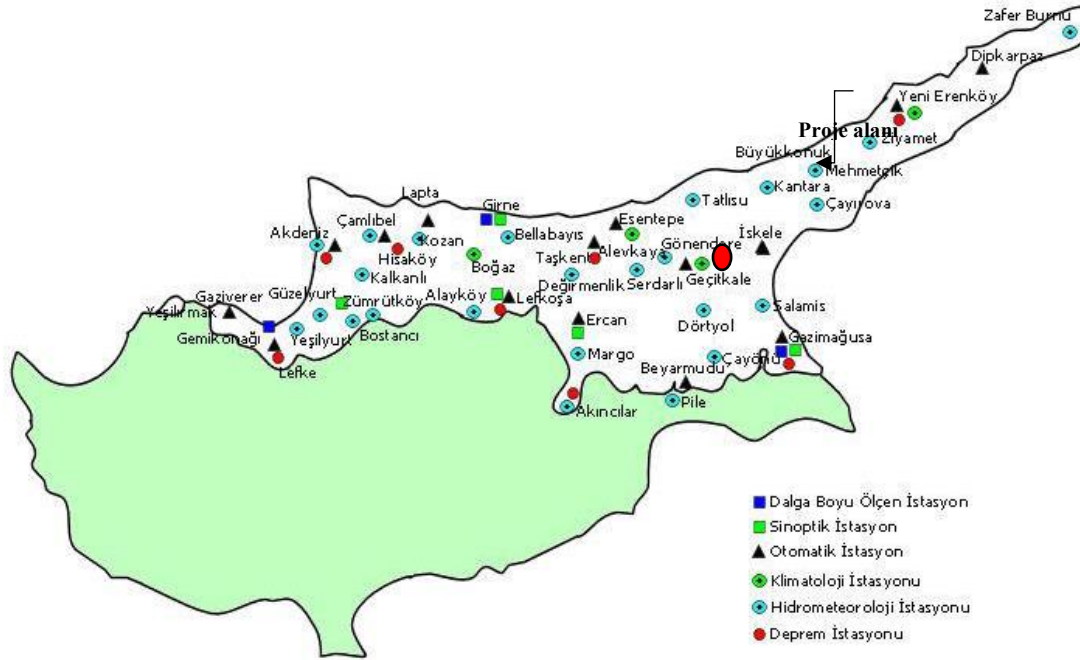 Zafer Burnu
Dipkarpaz
Yeni Erenköy
Proje alanı
Ziyamet
Büyükkonuk
Mehmetçik
Kantara
Tatlısu
Çayırova
Lapta
Girne
Esentepe
İskele
Akdeniz
Çamlıbel
Kozan
Bellabayıs
Gönendere
Hisaköy
Boğaz
Taşkent
Alevkaya
Kalkanlı
Değirmenlik
Serdarlı
Geçitkale
Gaziveren
Güzelyurt
Zümrütköy
Alayköy
Lefkoşa
Salamis
Yeşilırmak
Ercan
Dörtyol
Gemikonağı
Yeşilyurt
Bostancı
Gazimağusa
Lefke
Margo
Beyarmudu
Çayönü
Akıncılar
Pile
Dalga Boyu Ölçen İstasyon
Sinoptik İstasyon
Otomatik İstasyon
Klimatoloji İstasyonu
Hidrometeoroloji İstasyonu
Deprem İstasyonu